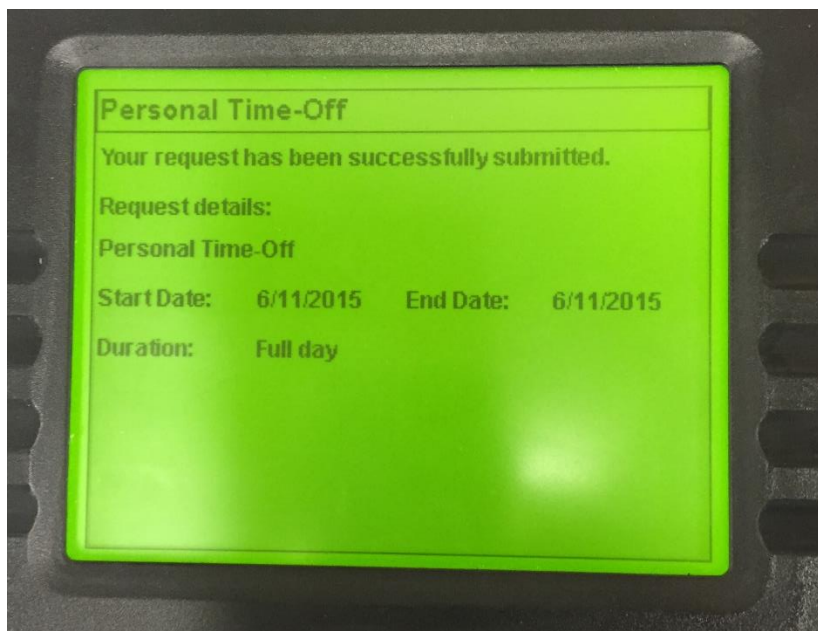 Personal Time-Off
Your request has been successfully submitted.
Request details:
Personal Time-Off
Start Date: 6/11/2015 End Date: 6/11/2015
Duration: Full day